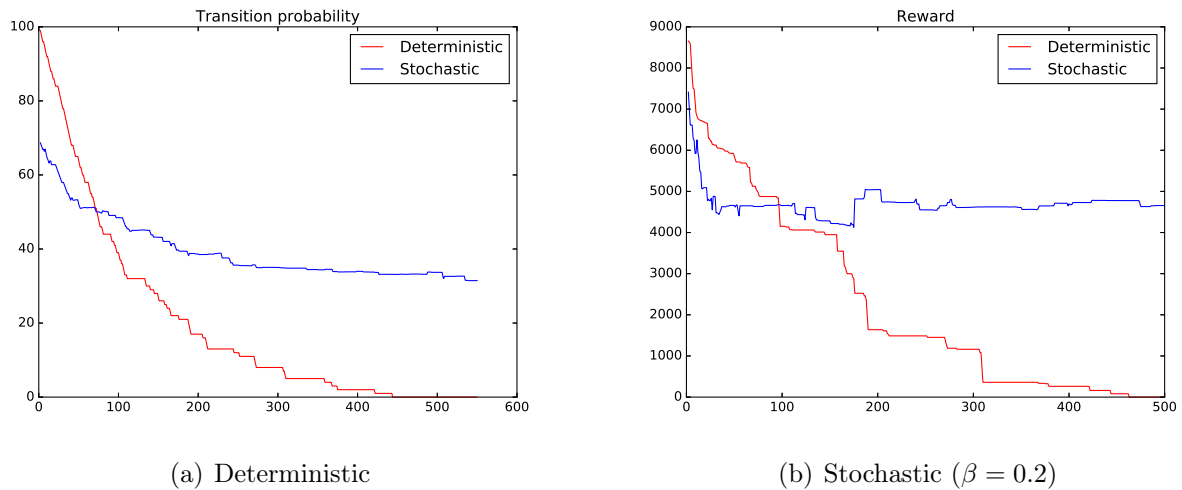 Transition probability
100
80
60
40
20
0
0 100 200 300 400 500 600
Deterministic
Stochastic
(a) Deterministic
Reward
9000
8000
7000
6000
5000
4000
3000
2000
1000
0
0 100 200 300 400 500
Deterministic
Stochastic
(b) Stochastic (β = 0.2)